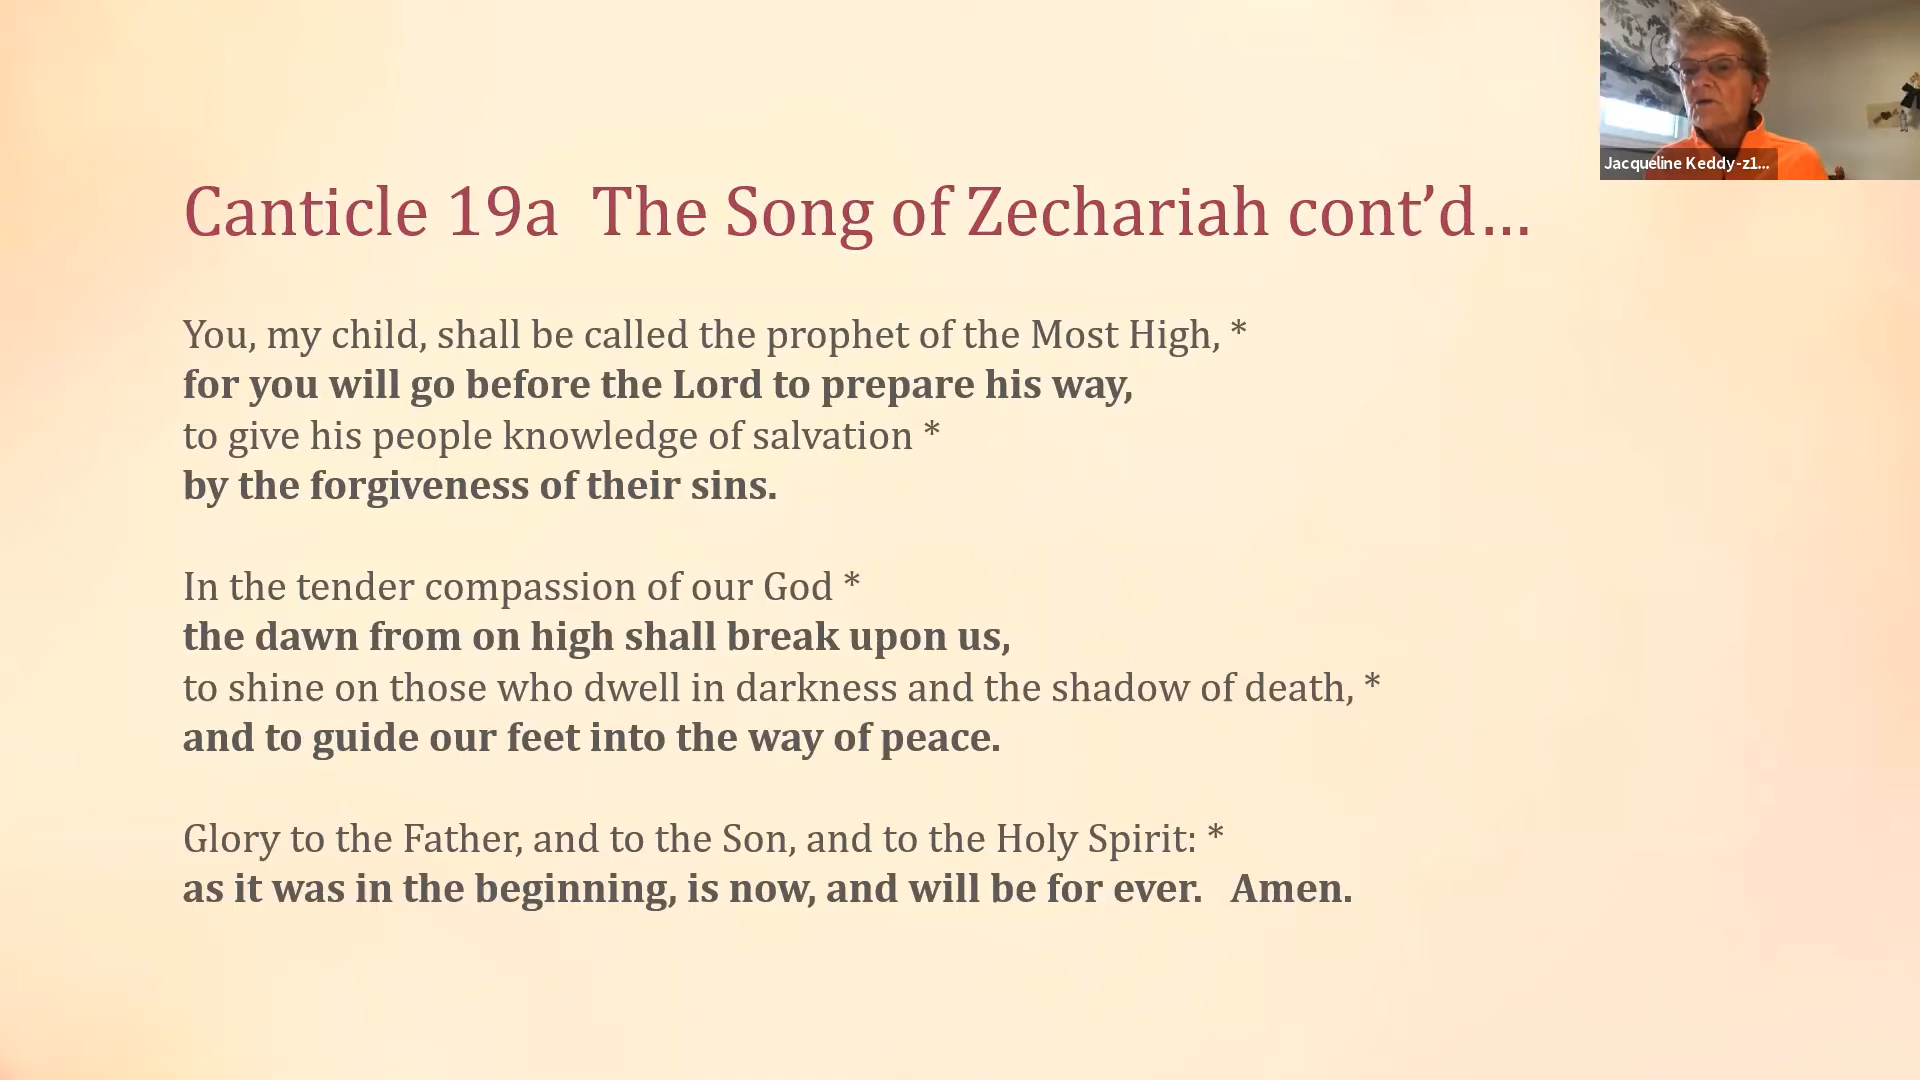 Jacqueline Keddy-z1...
Canticle 19a  The Song of Zechariah cont’d…
You, my child, shall be called the prophet of the Most High, *
for you will go before the Lord to prepare his way,
to give his people knowledge of salvation *
by the forgiveness of their sins.
In the tender compassion of our God *
the dawn from on high shall break upon us,
to shine on those who dwell in darkness and the shadow of death, *
and to guide our feet into the way of peace.
Glory to the Father, and to the Son, and to the Holy Spirit: *
as it was in the beginning, is now, and will be for ever.   Amen.